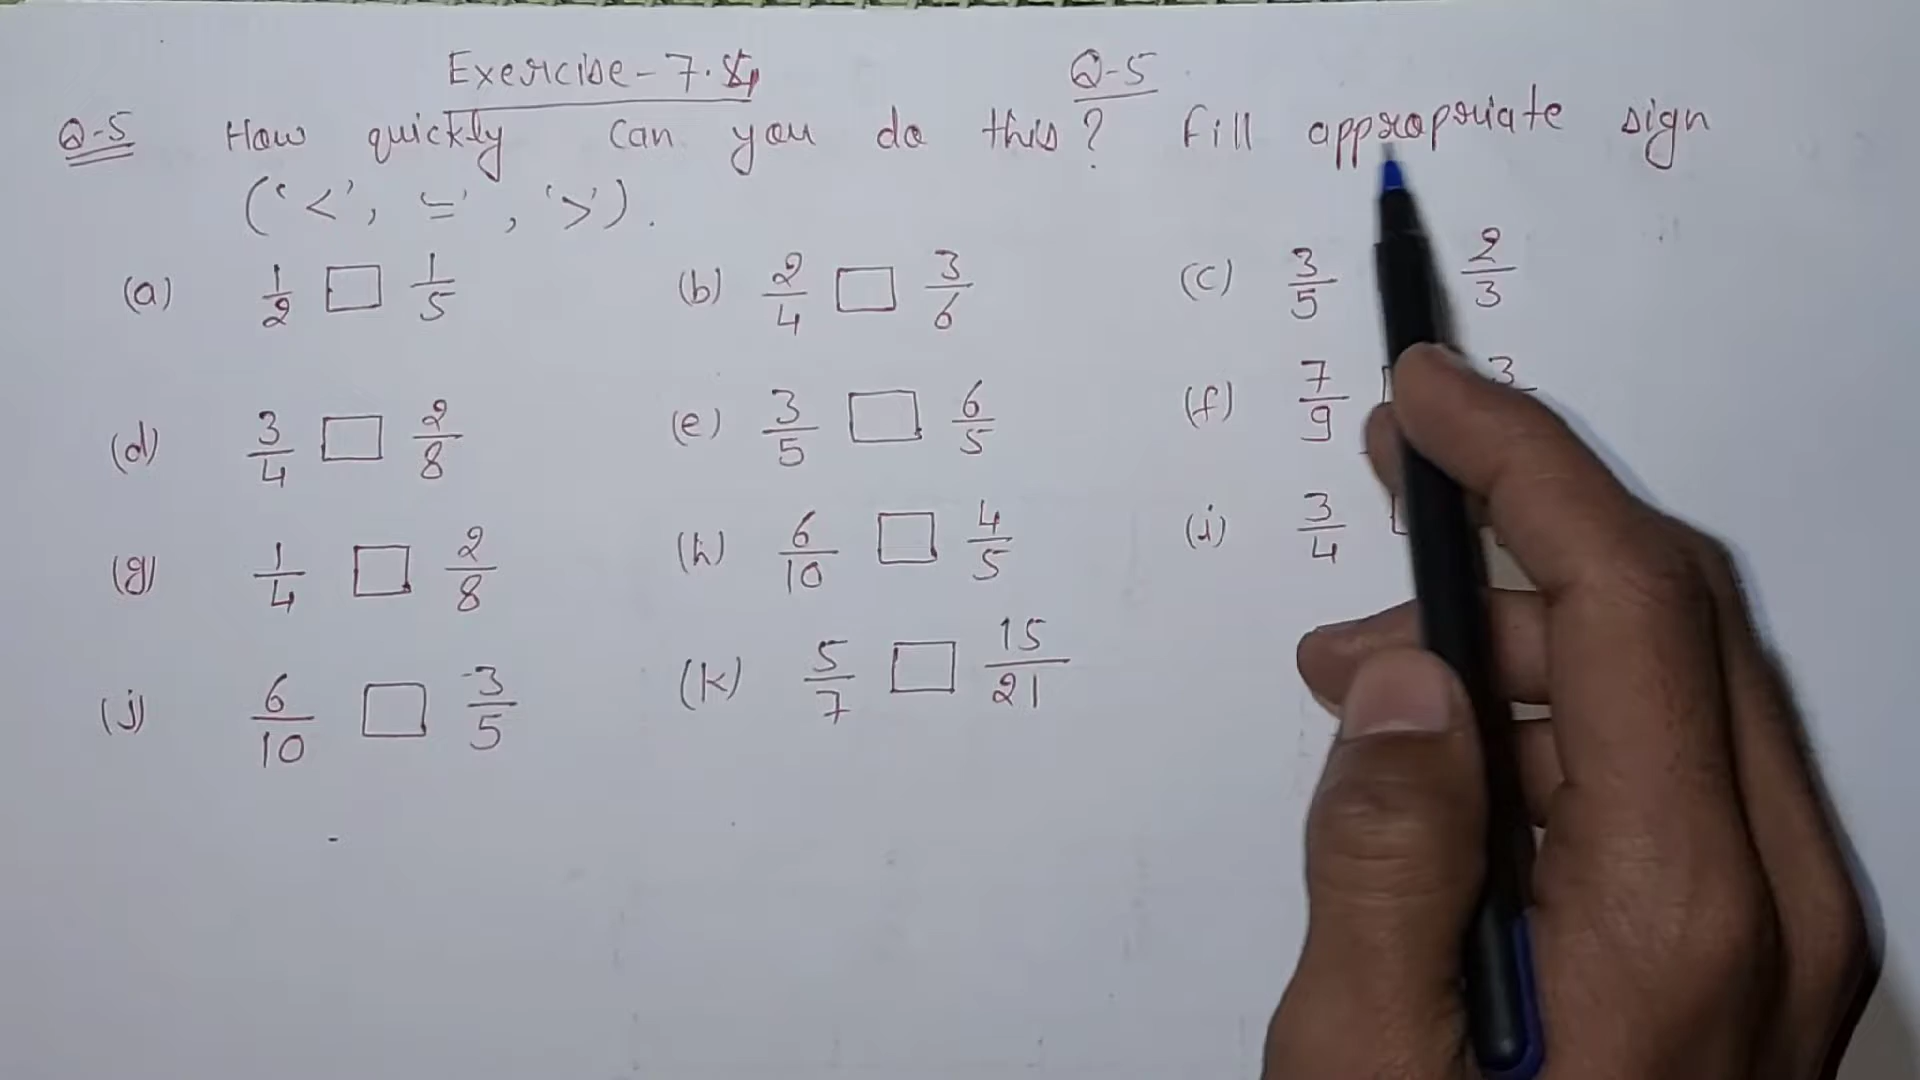 Exercise-7.4
Q-5
Q-5 How quickly can you do this? Fill appropriate sign
('<', '=', '>').
(a) 1/2 □ 1/5 (b) 2/4 □ 3/6 (c) 3/5 2/3
(d) 3/4 □ 2/8 (e) 3/5 □ 6/5 (f) 7/9 3
(g) 1/4 □ 2/8 (h) 6/10 □ 4/5 (i) 3/4
(j) 6/10 □ 3/5 (k) 5/7 □ 15/21